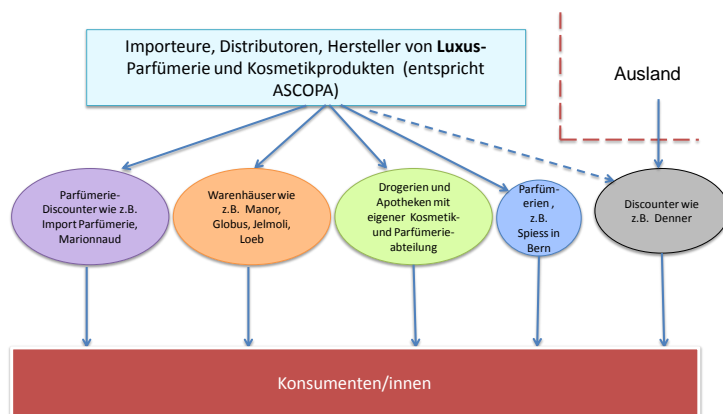 Importeure, Distributoren, Hersteller von Luxus-
Parfümerie und Kosmetikprodukten (entspricht
ASCOPA)
Ausland
Parfümerie-
Discounter wie z.B.
Import Parfümerie,
Marionnaud
Warenhäuser wie
z.B. Manor,
Globus, Jelmoli,
Loeb
Drogerien und
Apotheken mit
eigener Kosmetik-
und Parfümerie-
abteilung
Parfüm-
erien ,
z.B.
Spiess in
Bern
Discounter wie
z.B. Denner
Konsumenten/innen